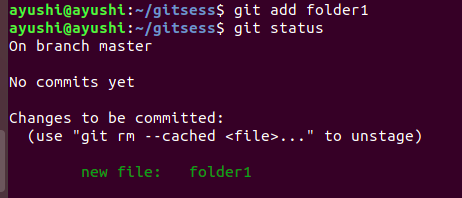 ayushi@ayushi:~/gitsess$ git add folder1
ayushi@ayushi:~/gitsess$ git status
On branch master
No commits yet
Changes to be committed:
(use "git rm --cached <file>..." to unstage)
new file: folder1